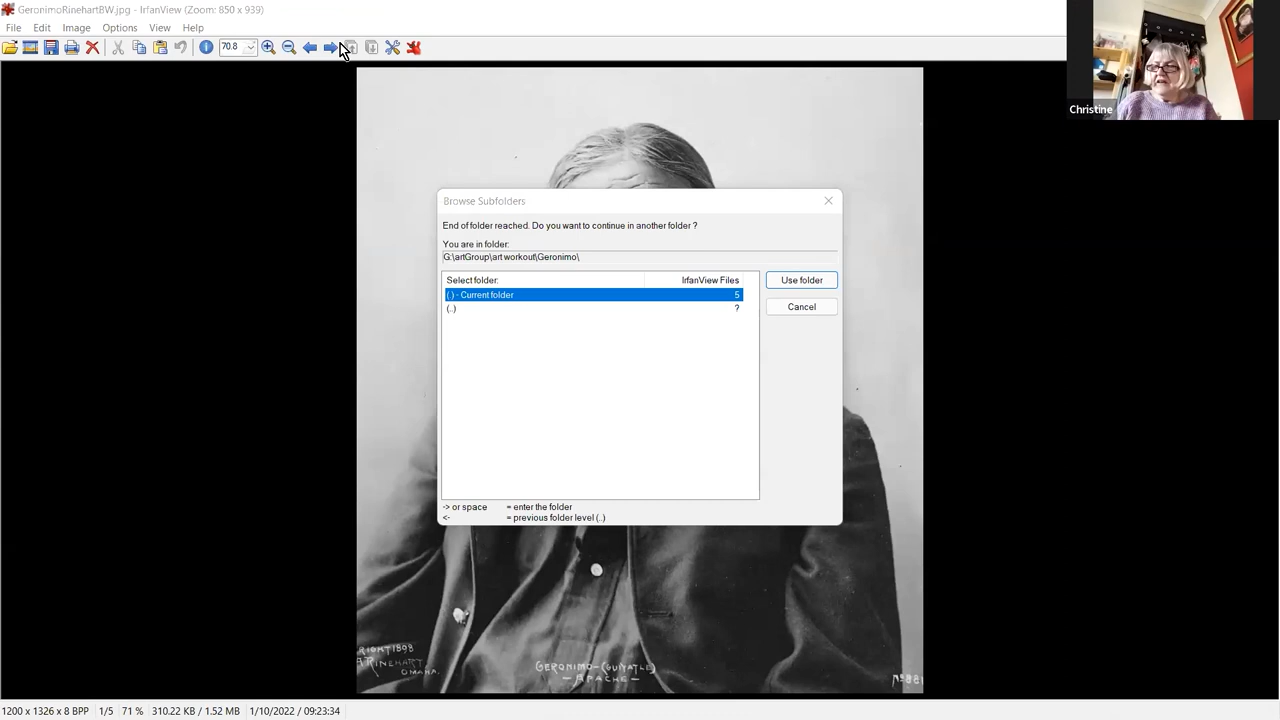 GeronimoRinehartBW.jpg - IrfanView (Zoom: 850 x 939)
File Edit Image Options View Help
70.8
Christine
Browse Subfolders
End of folder reached. Do you want to continue in another folder ?
You are in folder:
G:\artGroup\art workout\Geronimo\
Select folder: IrfanView Files
( ) - Current folder 5
(..) ?
Use folder
Cancel
-> or space = enter the folder
<- = previous folder level (..)
RIGHT 1898
RINEHART
OMAHA.
GERONIMO-(GUYATLE)
-APACHE-
1200 x 1326 x 8 BPP 1/5 71 % 310.22 KB / 1.52 MB 1/10/2022 / 09:23:34